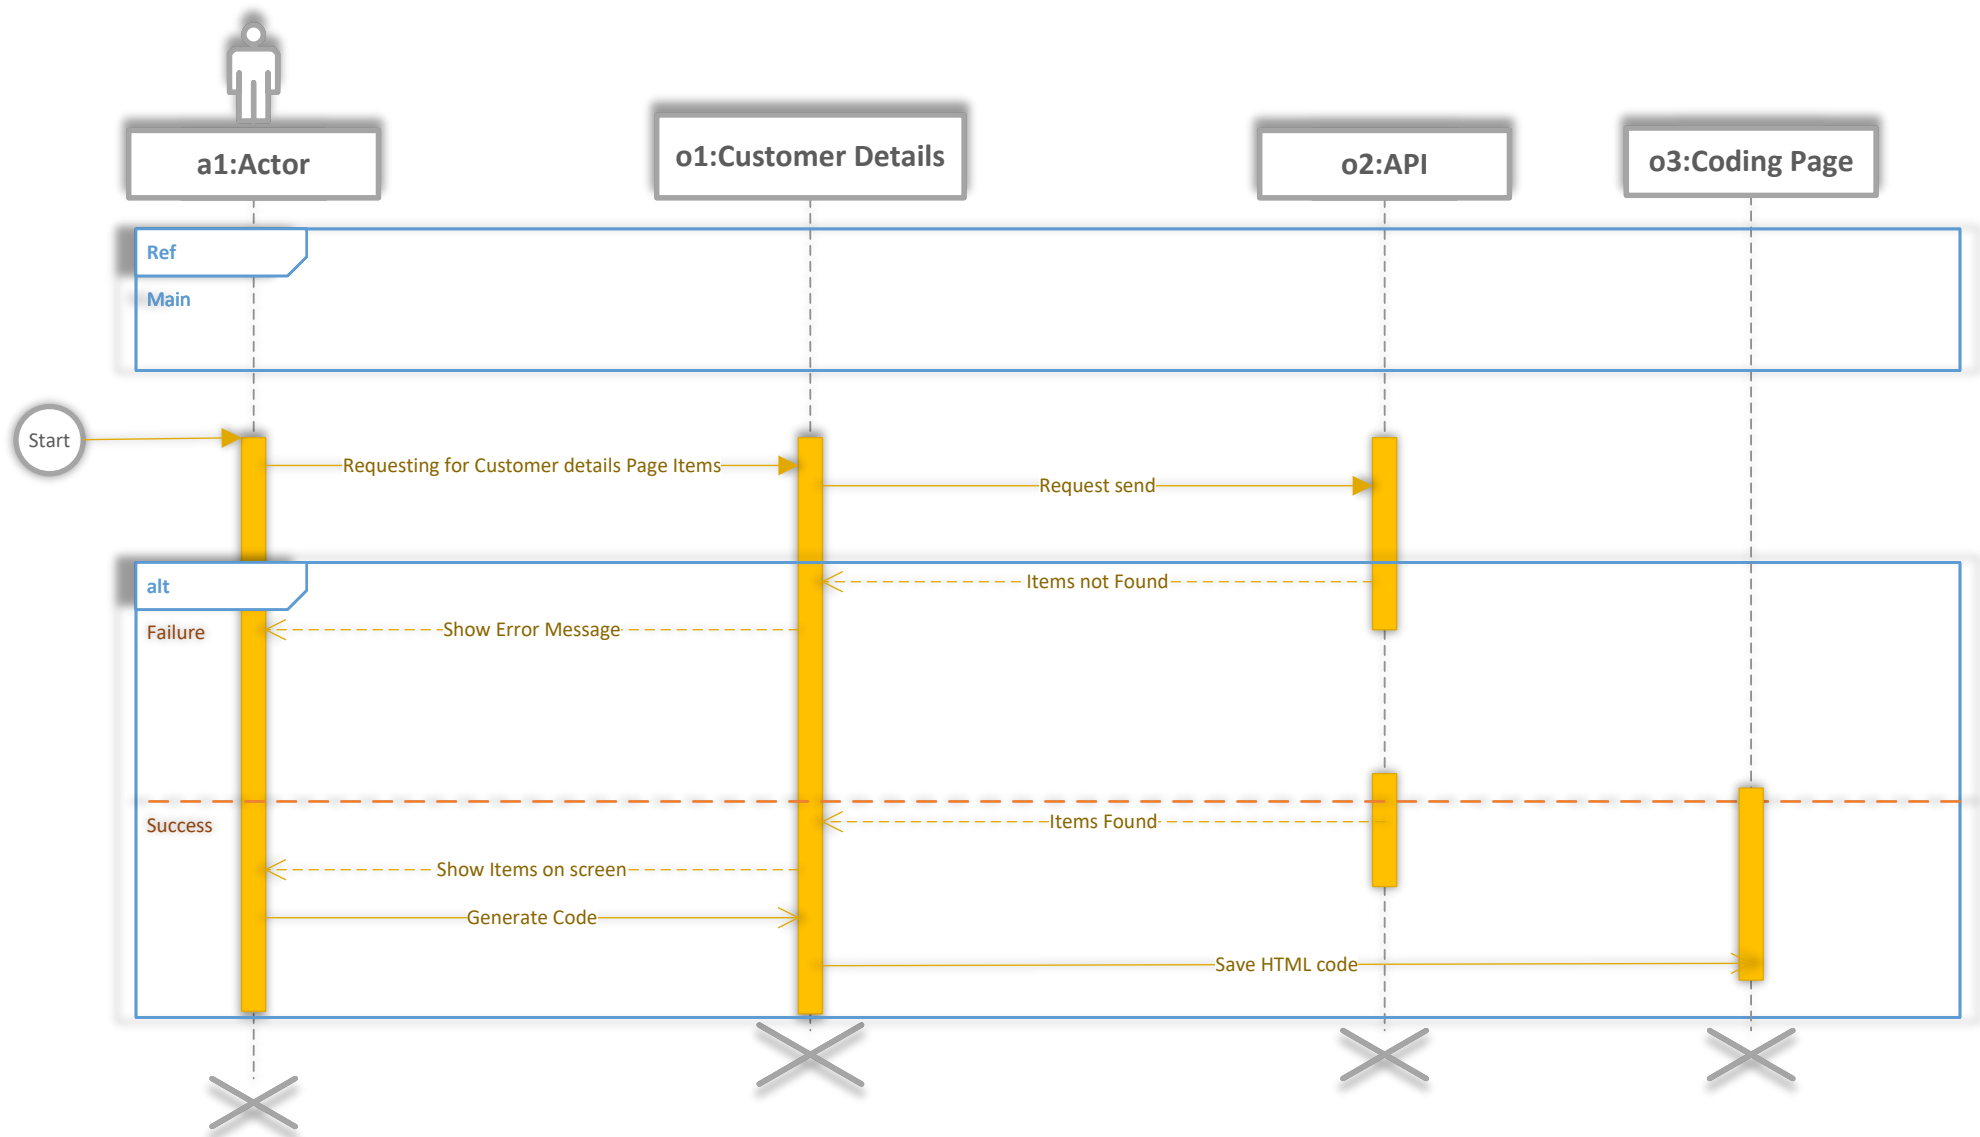 a1:Actor
o1:Customer Details
o2:API
o3:Coding Page
Ref
Main
Start
Requesting for Customer details Page Items
Request send
alt
Items not Found
Failure
Show Error Message
Success
Items Found
Show Items on screen
Generate Code
Save HTML code